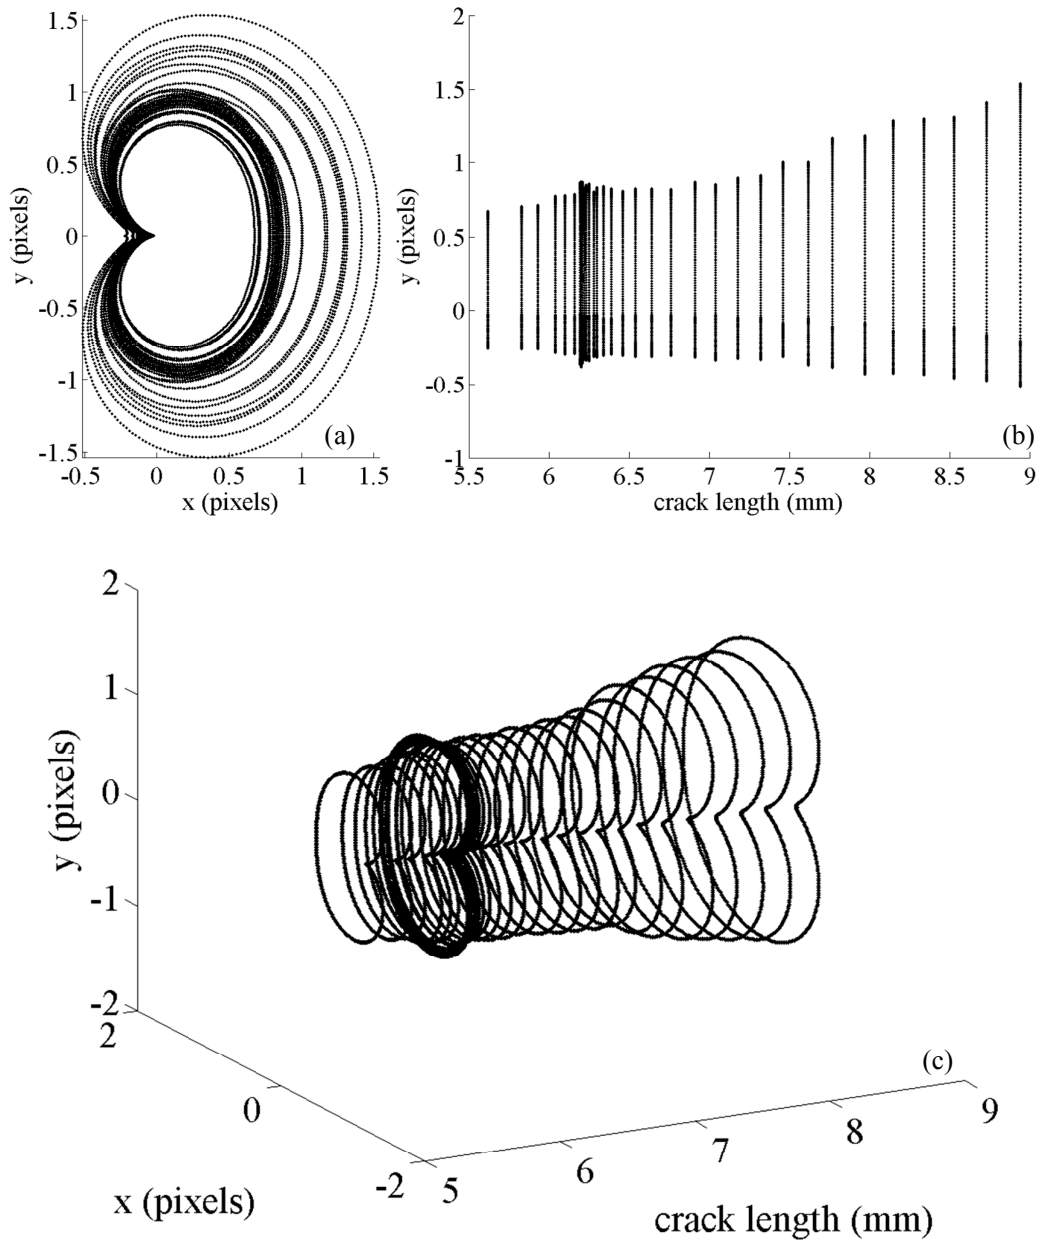 1.5
1
0.5
0
-0.5
-1
-1.5
y (pixels)
-0.5 0 0.5 1 1.5
x (pixels)
(a)
2
1.5
1
0.5
0
-0.5
-1
y (pixels)
5.5 6 6.5 7 7.5 8 8.5 9
crack length (mm)
(b)
2
1
0
-1
-2
y (pixels)
2
0
-2
x (pixels)
5 6 7 8 9
crack length (mm)
(c)